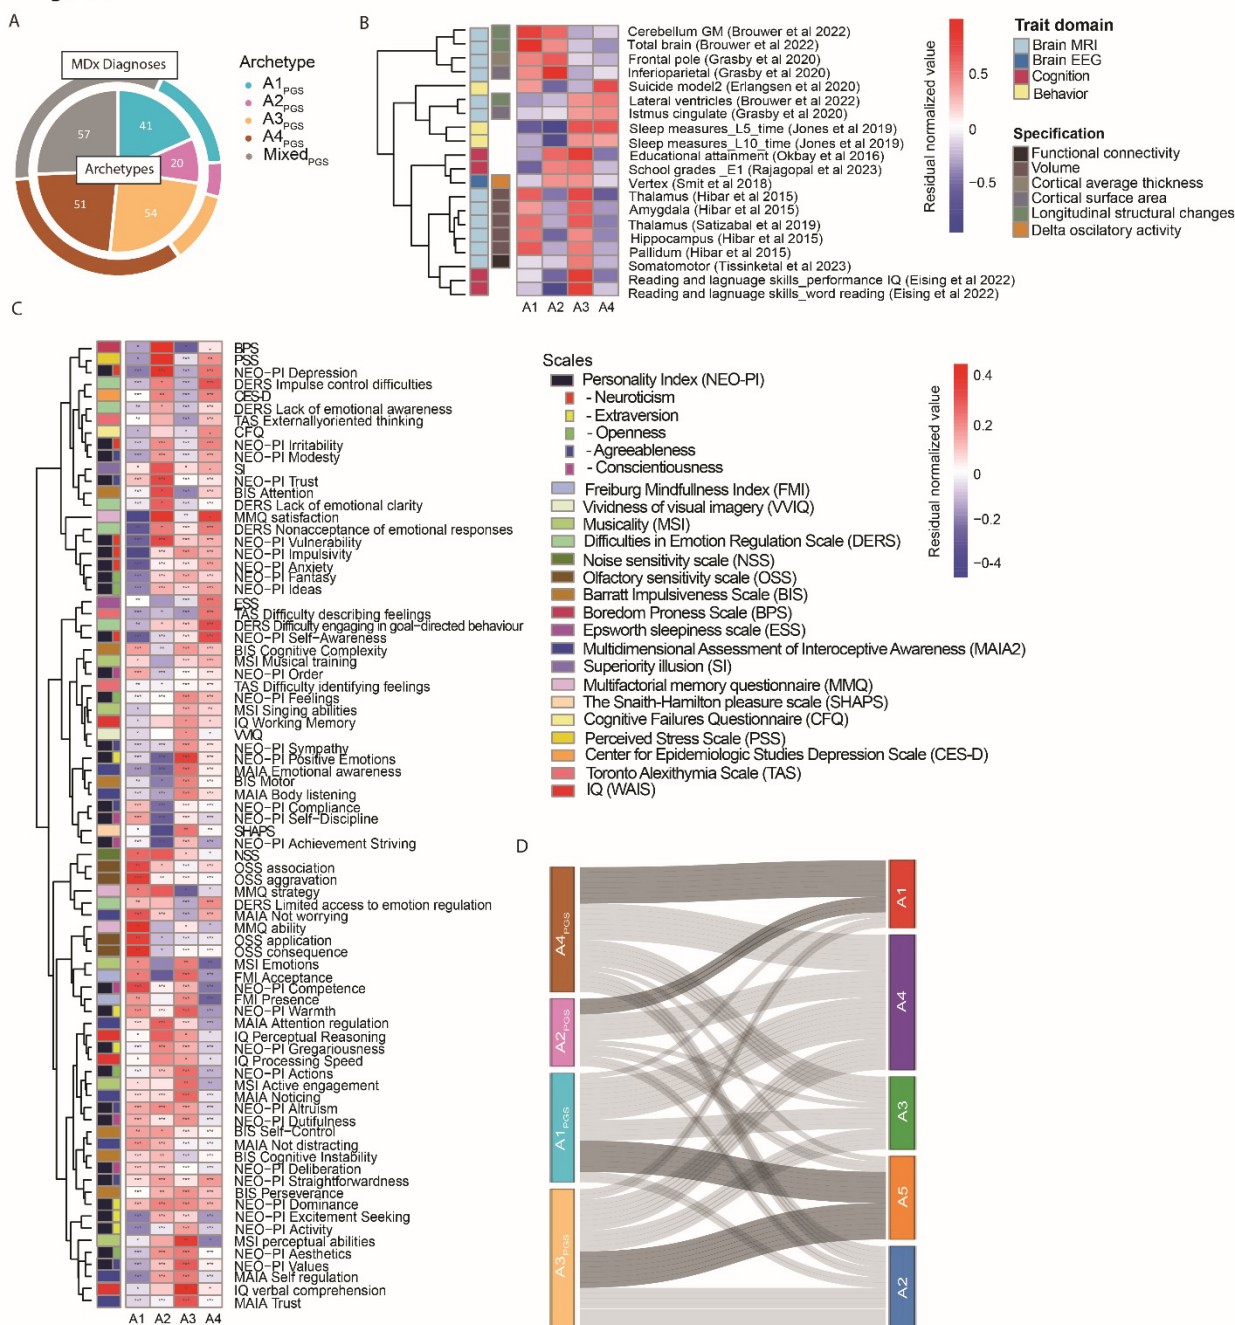 A
MDx Diagnoses
Archetypes
57
41
20
54
51
Archetype
A1PGS
A2PGS
A3PGS
A4PGS
MixedPGS
B
Cerebellum GM (Brouwer et al 2022)
Total brain (Brouwer et al 2022)
Frontal pole (Grasby et al 2020)
Inferioparietal (Grasby et al 2020)
Suicide model2 (Erlangsen et al 2020)
Lateral ventricles (Brouwer et al 2022)
Istmus cingulate (Grasby et al 2020)
Sleep measures_L5_time (Jones et al 2019)
Sleep measures_L10_time (Jones et al 2019)
Educational attainment (Okbay et al 2016)
School grades _E1 (Rajagopal et al 2023)
Vertex (Smit et al 2018)
Thalamus (Hibar et al 2015)
Amygdala (Hibar et al 2015)
Thalamus (Satizabal et al 2019)
Hippocampus (Hibar et al 2015)
Pallidum (Hibar et al 2015)
Somatomotor (Tissinketal et al 2023)
Reading and lagnuage skills_performance IQ (Eising et al 2022)
Reading and lagnuage skills_word reading (Eising et al 2022)
A1 A2 A3 A4
Residual normalized value
0.5
0
−0.5
Trait domain
Brain MRI
Brain EEG
Cognition
Behavior
Specification
Functional connectivity
Volume
Cortical average thickness
Cortical surface area
Longitudinal structural changes
Delta oscilatory activity
C
BPS
PSS
NEO−PI Depression
DERS Impulse control difficulties
CES-D
DERS Lack of emotional awareness
TAS Externallyoriented thinking
CFQ
NEO−PI Irritability
NEO−PI Modesty
SI
NEO−PI Trust
BIS Attention
DERS Lack of emotional clarity
MMQ satisfaction
DERS Nonacceptance of emotional responses
NEO−PI Vulnerability
NEO−PI Impulsivity
NEO−PI Anxiety
NEO−PI Fantasy
NEO−PI Ideas
ESS
TAS Difficulty describing feelings
DERS Difficulty engaging in goal-directed behaviour
NEO−PI Self−Awareness
BIS Cognitive Complexity
MSI Musical training
NEO−PI Order
TAS Difficulty identifying feelings
NEO−PI Feelings
MSI Singing abilities
IQ Working Memory
VVIQ
NEO−PI Sympathy
NEO−PI Positive Emotions
MAIA Emotional awareness
BIS Motor
MAIA Body listening
NEO−PI Compliance
NEO−PI Self−Discipline
SHAPS
NEO−PI Achievement Striving
NSS
OSS association
OSS aggravation
MMQ strategy
DERS Limited access to emotion regulation
MAIA Not worrying
MMQ ability
OSS application
OSS consequence
MSI Emotions
FMI Acceptance
NEO−PI Competence
FMI Presence
NEO−PI Warmth
MAIA Attention regulation
IQ Perceptual Reasoning
NEO−PI Gregariousness
IQ Processing Speed
NEO−PI Actions
MSI Active engagement
MAIA Noticing
NEO−PI Altruism
NEO−PI Dutifulness
BIS Self−Control
MAIA Not distracting
BIS Cognitive Instability
NEO−PI Deliberation
NEO−PI Straightforwardness
BIS Perseverance
NEO−PI Dominance
NEO−PI Excitement Seeking
NEO−PI Activity
MSI perceptual abilities
NEO−PI Aesthetics
NEO−PI Values
MAIA Self regulation
IQ verbal comprehension
MAIA Trust
A1 A2 A3 A4
Scales
Personality Index (NEO-PI)
- Neuroticism
- Extraversion
- Openness
- Agreeableness
- Conscientiousness
Freiburg Mindfullness Index (FMI)
Vividness of visual imagery (VVIQ)
Musicality (MSI)
Difficulties in Emotion Regulation Scale (DERS)
Noise sensitivity scale (NSS)
Olfactory sensitivity scale (OSS)
Barratt Impulsiveness Scale (BIS)
Boredom Proness Scale (BPS)
Epsworth sleepiness scale (ESS)
Multidimensional Assessment of Interoceptive Awareness (MAIA2)
Superiority illusion (SI)
Multifactorial memory questionnaire (MMQ)
The Snaith-Hamilton pleasure scale (SHAPS)
Cognitive Failures Questionnaire (CFQ)
Perceived Stress Scale (PSS)
Center for Epidemiologic Studies Depression Scale (CES-D)
Toronto Alexithymia Scale (TAS)
IQ (WAIS)
Residual normalized value
0.4
0.2
0
−0.2
−0.4
D
A4PGS
A2PGS
A1PGS
A3PGS
A1
A4
A3
A5
A2